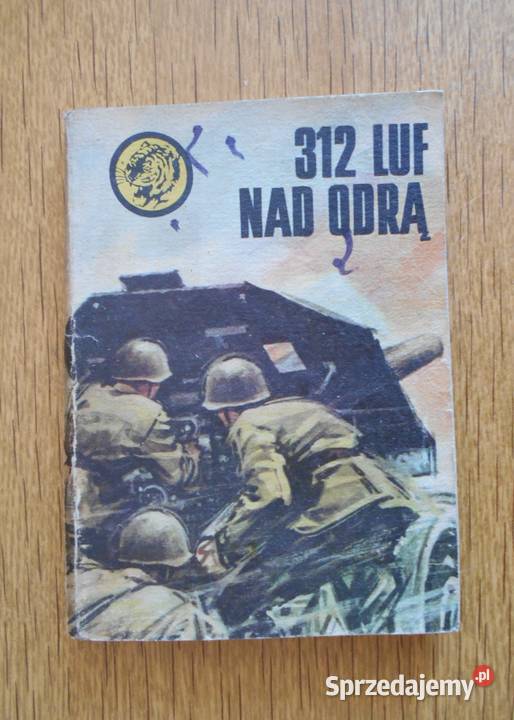 312 LUF
NAD ODRĄ
Sprzedajemy.pl